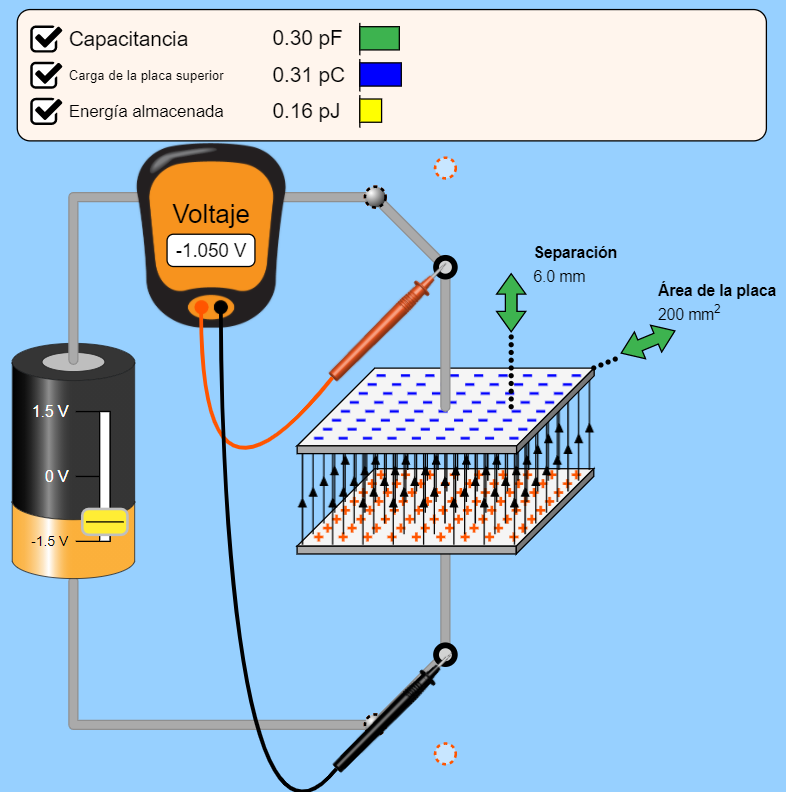 Capacitancia 0.30 pF
Carga de la placa superior 0.31 pC
Energía almacenada 0.16 pJ
Voltaje
-1.050 V
Separación
6.0 mm
Área de la placa
200 mm²
1.5 V
0 V
-1.5 V